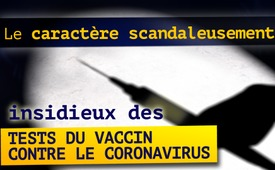 Le caractère scandaleusement
insidieux des
TESTS DU VACCIN
CONTRE LE CORONAVIRUS